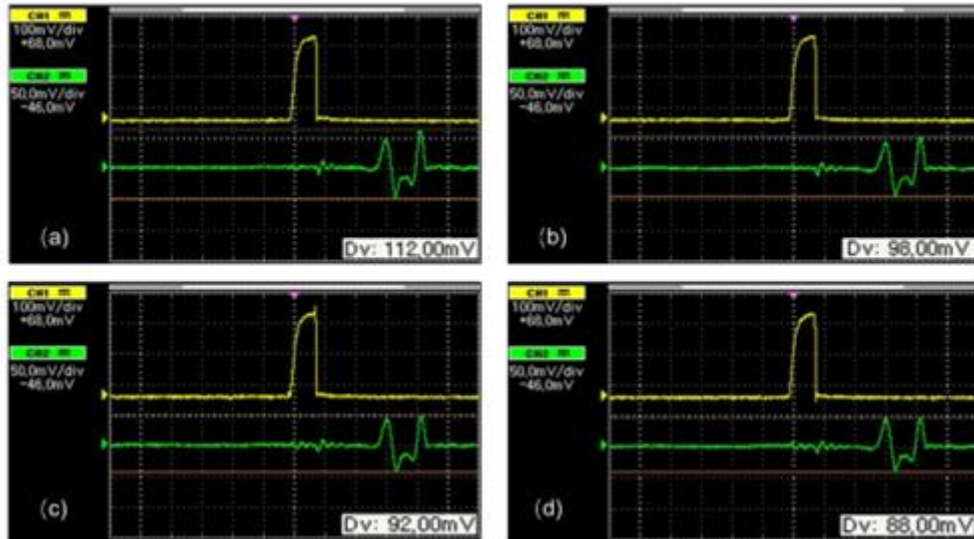 CH1
100mV/div
+68,0mV
CH2
50,0mV/div
-46,0mV
(a)
Dv: 112,00mV
CH1
100mV/div
+68,0mV
CH2
50,0mV/div
-46,0mV
(b)
Dv: 98,00mV
CH1
100mV/div
+68,0mV
CH2
50,0mV/div
-46,0mV
(c)
Dv: 92,00mV
CH1
100mV/div
+68,0mV
CH2
50,0mV/div
-46,0mV
(d)
Dv: 88,00mV